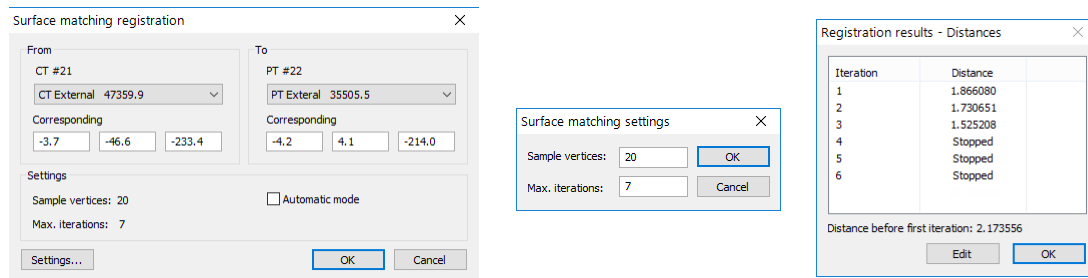 Surface matching registration
From
CT #21
CT External 47359.9
Corresponding
-3.7 -46.6 -233.4
To
PT #22
PT Exteral 35505.5
Corresponding
-4.2 4.1 -214.0
Settings
Sample vertices: 20
Automatic mode
Max. iterations: 7
Settings... OK Cancel
Surface matching settings
Sample vertices: 20 OK
Max. iterations: 7 Cancel
Registration results - Distances
Iteration Distance
1 1.866080
2 1.730651
3 1.525208
4 Stopped
5 Stopped
6 Stopped
Distance before first iteration: 2.173556
Edit OK